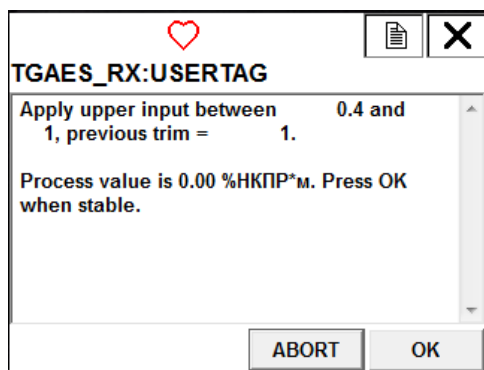 TGAES_RX:USERTAG
Apply upper input between 0.4 and
1, previous trim = 1.
Process value is 0.00 %НКПР*м. Press OK
when stable.
ABORT OK